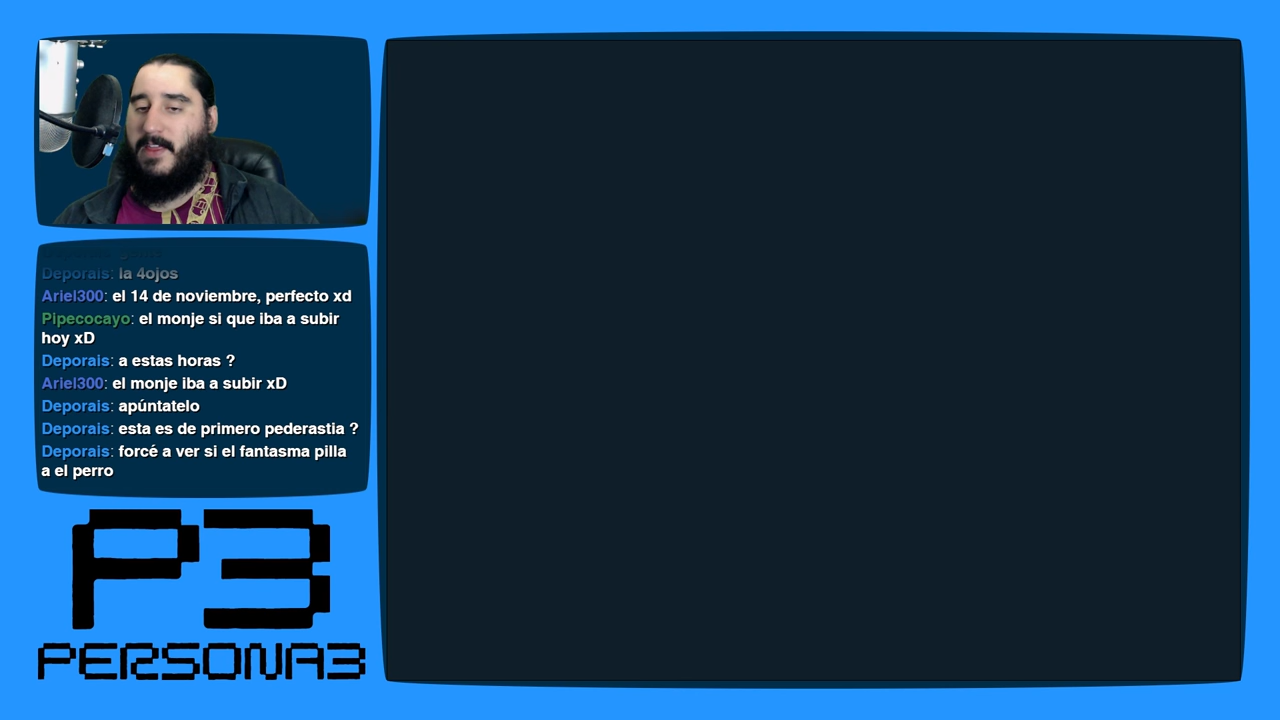 Deporais: la 4ojos
Ariel300: el 14 de noviembre, perfecto xd
Pipecocayo: el monje si que iba a subir
hoy xD
Deporais: a estas horas ?
Ariel300: el monje iba a subir xD
Deporais: apúntatelo
Deporais: esta es de primero pederastia ?
Deporais: forcé a ver si el fantasma pilla
a el perro
P3
PERSONA3